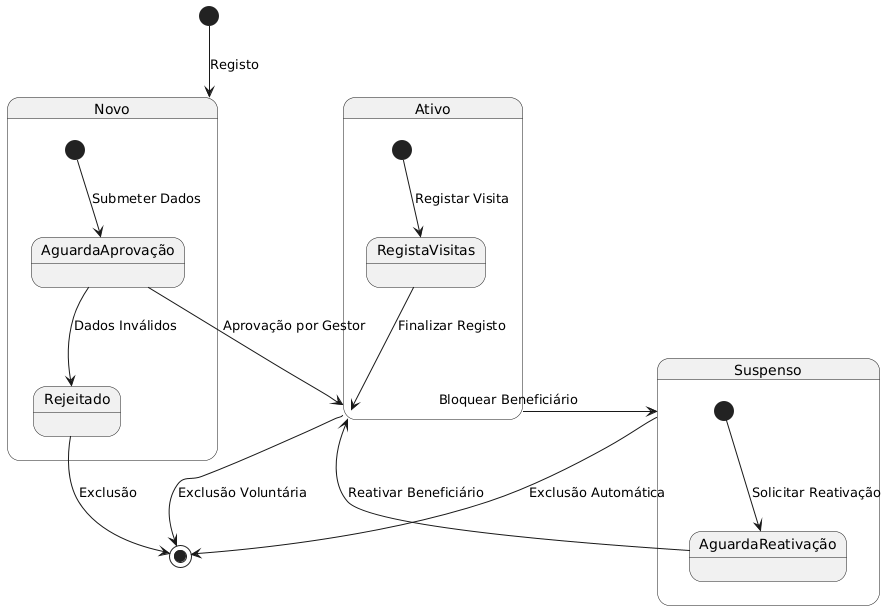 Registo
Novo
Ativo
Submeter Dados
Registar Visita
AguardaAprovação
RegistaVisitas
Dados Inválidos
Aprovação por Gestor
Finalizar Registo
Suspenso
Rejeitado
Bloquear Beneficiário
Exclusão
Exclusão Voluntária
Reativar Beneficiário
Exclusão Automática
Solicitar Reativação
AguardaReativação